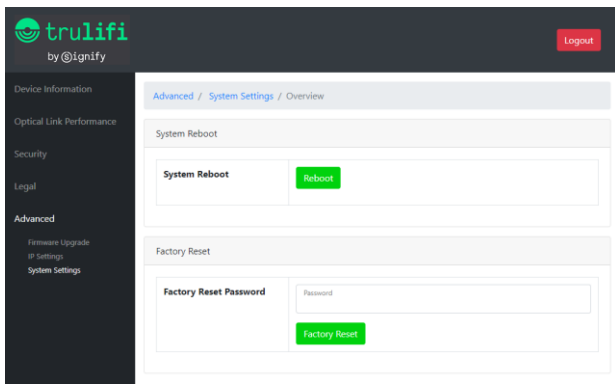 trulifi
by Signify
Logout
Device Information
Optical Link Performance
Security
Legal
Advanced
Firmware Upgrade
IP Settings
System Settings
Advanced / System Settings / Overview
System Reboot
System Reboot
Reboot
Factory Reset
Factory Reset Password
Password
Factory Reset